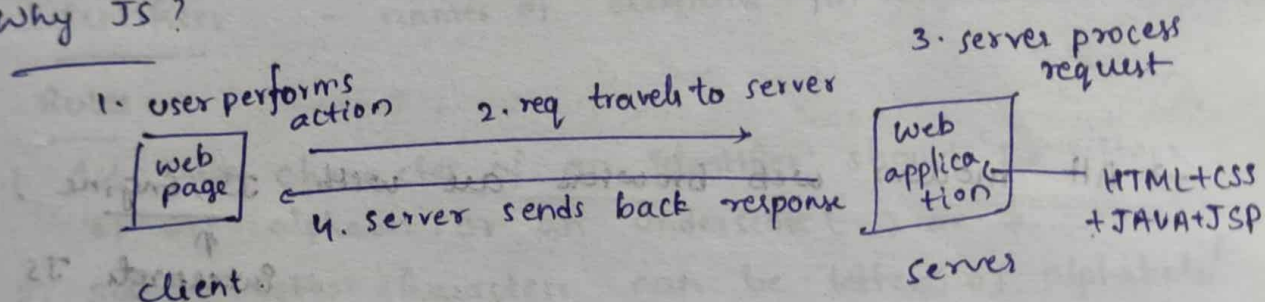 Why JS?
3. server process
request
1. user performs
action
2. req travels to server
web
page
web
applica
tion
HTML+CSS
+JAVA+JSP
4. server sends back response
client.
server